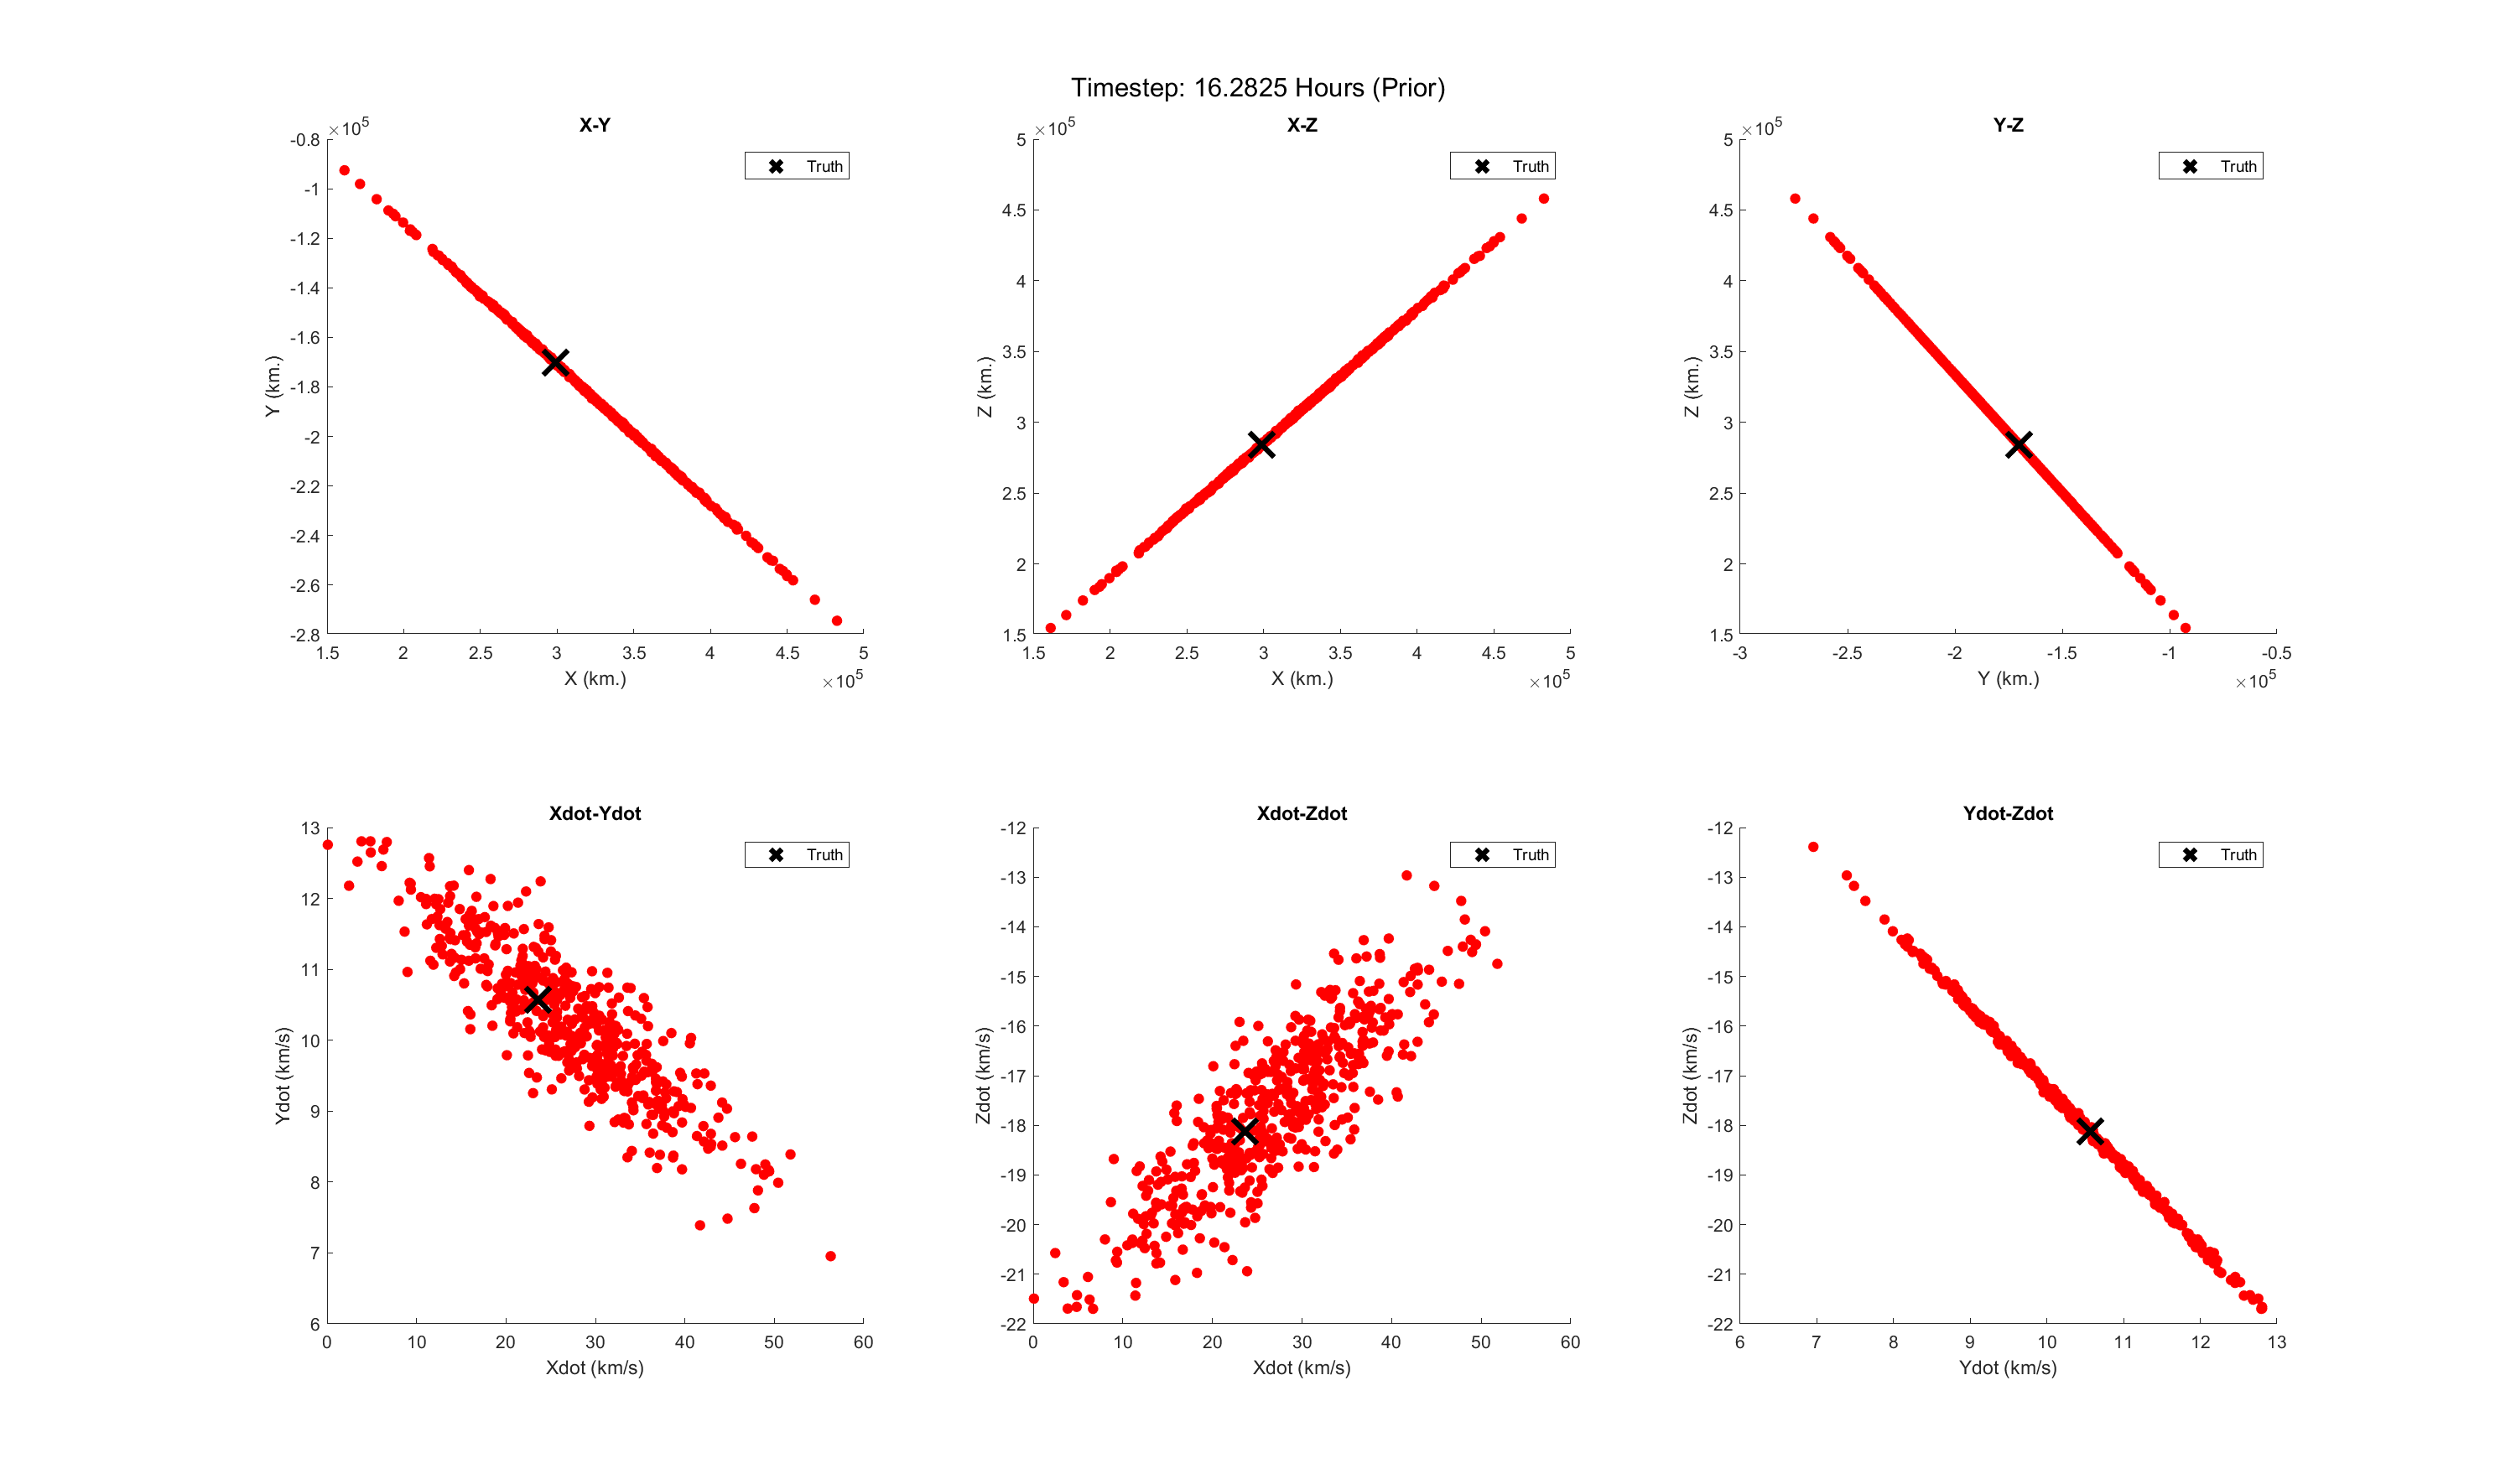 Timestep: 16.2825 Hours (Prior)
X-Y
×10^5
-0.8
-1
-1.2
-1.4
-1.6
-1.8
-2
-2.2
-2.4
-2.6
-2.8
Y (km.)
Truth
1.5 2 2.5 3 3.5 4 4.5 5
X (km.)
×10^5
X-Z
×10^5
5
4.5
4
3.5
3
2.5
2
1.5
Z (km.)
Truth
1.5 2 2.5 3 3.5 4 4.5 5
X (km.)
×10^5
Y-Z
×10^5
5
4.5
4
3.5
3
2.5
2
1.5
Z (km.)
Truth
-3 -2.5 -2 -1.5 -1 -0.5
Y (km.)
×10^5
Xdot-Ydot
13
12
11
10
9
8
7
6
Ydot (km/s)
Truth
0 10 20 30 40 50 60
Xdot (km/s)
Xdot-Zdot
-12
-13
-14
-15
-16
-17
-18
-19
-20
-21
-22
Zdot (km/s)
Truth
0 10 20 30 40 50 60
Xdot (km/s)
Ydot-Zdot
-12
-13
-14
-15
-16
-17
-18
-19
-20
-21
-22
Zdot (km/s)
Truth
6 7 8 9 10 11 12 13
Ydot (km/s)